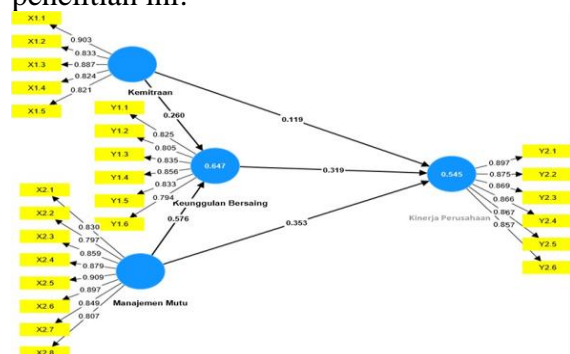 penelitian ini.
X1.1
X1.2
X1.3
X1.4
X1.5
0.903
0.833
0.887
0.824
0.821
Kemitraan
0.260
0.119
Y1.1
Y1.2
Y1.3
Y1.4
Y1.5
Y1.6
0.825
0.805
0.835
0.856
0.833
0.794
0.647
Keunggulan Bersaing
0.319
0.545
Kinerja Perusahaan
0.897
0.875
0.869
0.866
0.867
0.857
Y2.1
Y2.2
Y2.3
Y2.4
Y2.5
Y2.6
0.576
0.353
X2.1
X2.2
X2.3
X2.4
X2.5
X2.6
X2.7
X2.8
0.830
0.797
0.859
0.879
0.909
0.897
0.849
0.807
Manajemen Mutu